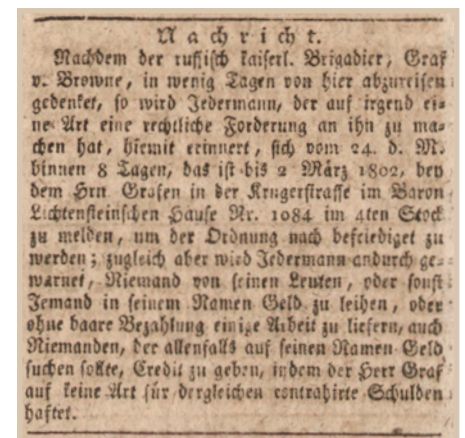 Nachricht.
Nachdem der russisch kaiserl. Brigadier, Graf
v. Browne, in wenig Tagen von hier abzureisen
gedenket, so wird Jedermann, der auf irgend ei-
ne Art eine rechtliche Forderung an ihn zu ma-
chen hat, hiemit erinnert, sich vom 24. d. M.
binnen 8 Tagen, das ist bis 2 März 1802, bey
dem Hrn. Grafen in der Krugerstrasse im Baron
Lichtensteinschen Hause Nr. 1084 im 4ten Stock
zu melden, um der Ordnung nach befriediget zu
werden; zugleich aber wird Jedermann andurch ge-
warnet, Niemand von seinen Leuten, oder sonst
Jemand in seinem Namen Geld zu leihen, oder
ohne baare Bezahlung einige Arbeit zu liefern, auch
Niemanden, der allenfalls auf seinen Namen Geld
suchen sollte, Credit zu geben, indem der Herr Graf
auf keine Art für dergleichen contrahirte Schulden
haftet.